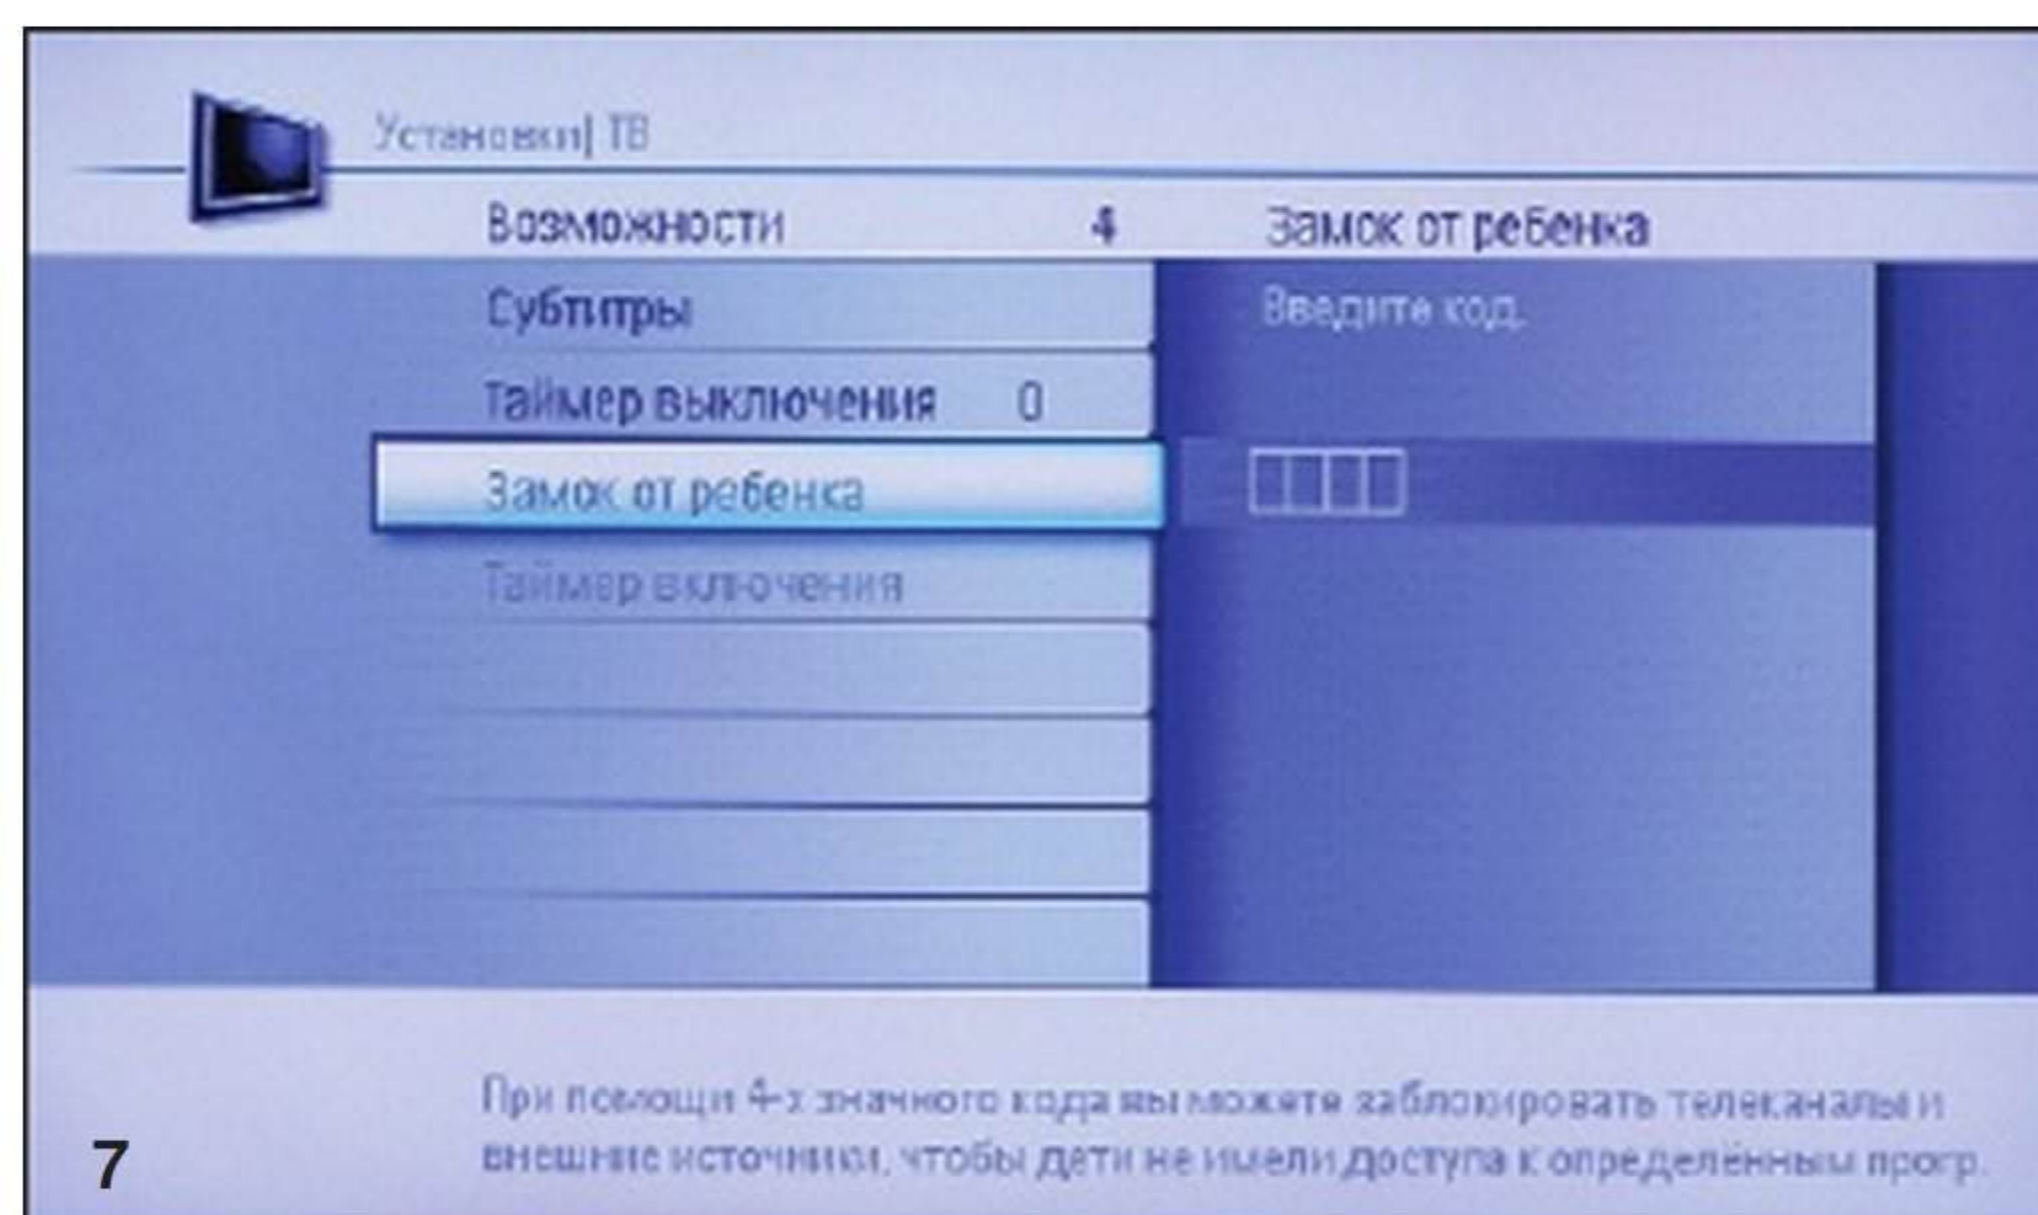 Установки| ТВ
Возможности 4 Замок от ребенка
Субтитры Введите код.
Таймер выключения 0
Замок от ребенка
Таймер включения
При помощи 4-х значного кода вы можете заблокировать телеканалы и
внешние источники, чтобы дети не имели доступа к определённым прогр.
7